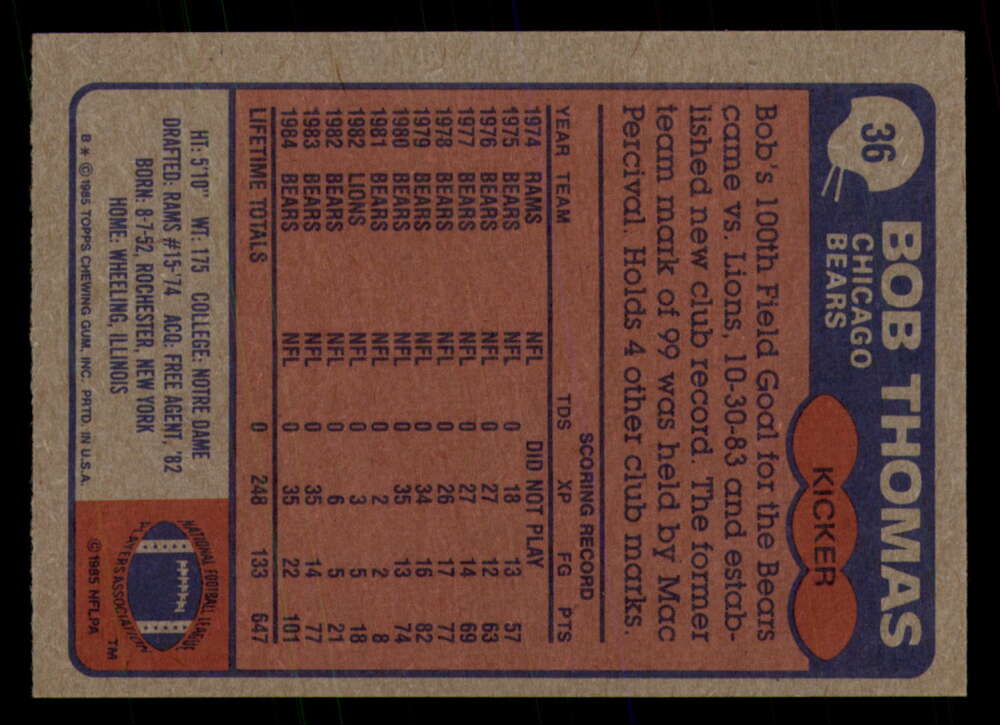 36
BOB THOMAS
CHICAGO
BEARS
KICKER
Bob's 100th Field Goal for the Bears
came vs. Lions, 10-30-83 and estab-
lished new club record. The former
team mark of 99 was held by Mac
Percival. Holds 4 other club marks.
SCORING RECORD
YEAR TEAM TDS XP FG PTS
1974 RAMS NFL DID NOT PLAY
1975 BEARS NFL 0 18 13 57
1976 BEARS NFL 0 27 12 63
1977 BEARS NFL 0 27 14 69
1978 BEARS NFL 0 26 17 77
1979 BEARS NFL 0 34 16 82
1980 BEARS NFL 0 35 13 74
1981 BEARS NFL 0 2 2 8
1982 LIONS NFL 0 3 5 18
1982 BEARS NFL 0 6 5 21
1983 BEARS NFL 0 35 14 77
1984 BEARS NFL 0 35 22 101
LIFETIME TOTALS 0 248 133 647
HT: 5'10" WT: 175 COLLEGE: NOTRE DAME
DRAFTED: RAMS #15-'74 ACQ: FREE AGENT, '82
BORN: 8-7-52, ROCHESTER, NEW YORK
HOME: WHEELING, ILLINOIS
B * © 1985 TOPPS CHEWING GUM, INC. PRTD. IN U.S.A.
NATIONAL FOOTBALL LEAGUE
PLAYERS ASSOCIATION
TM
© 1985 NFLPA